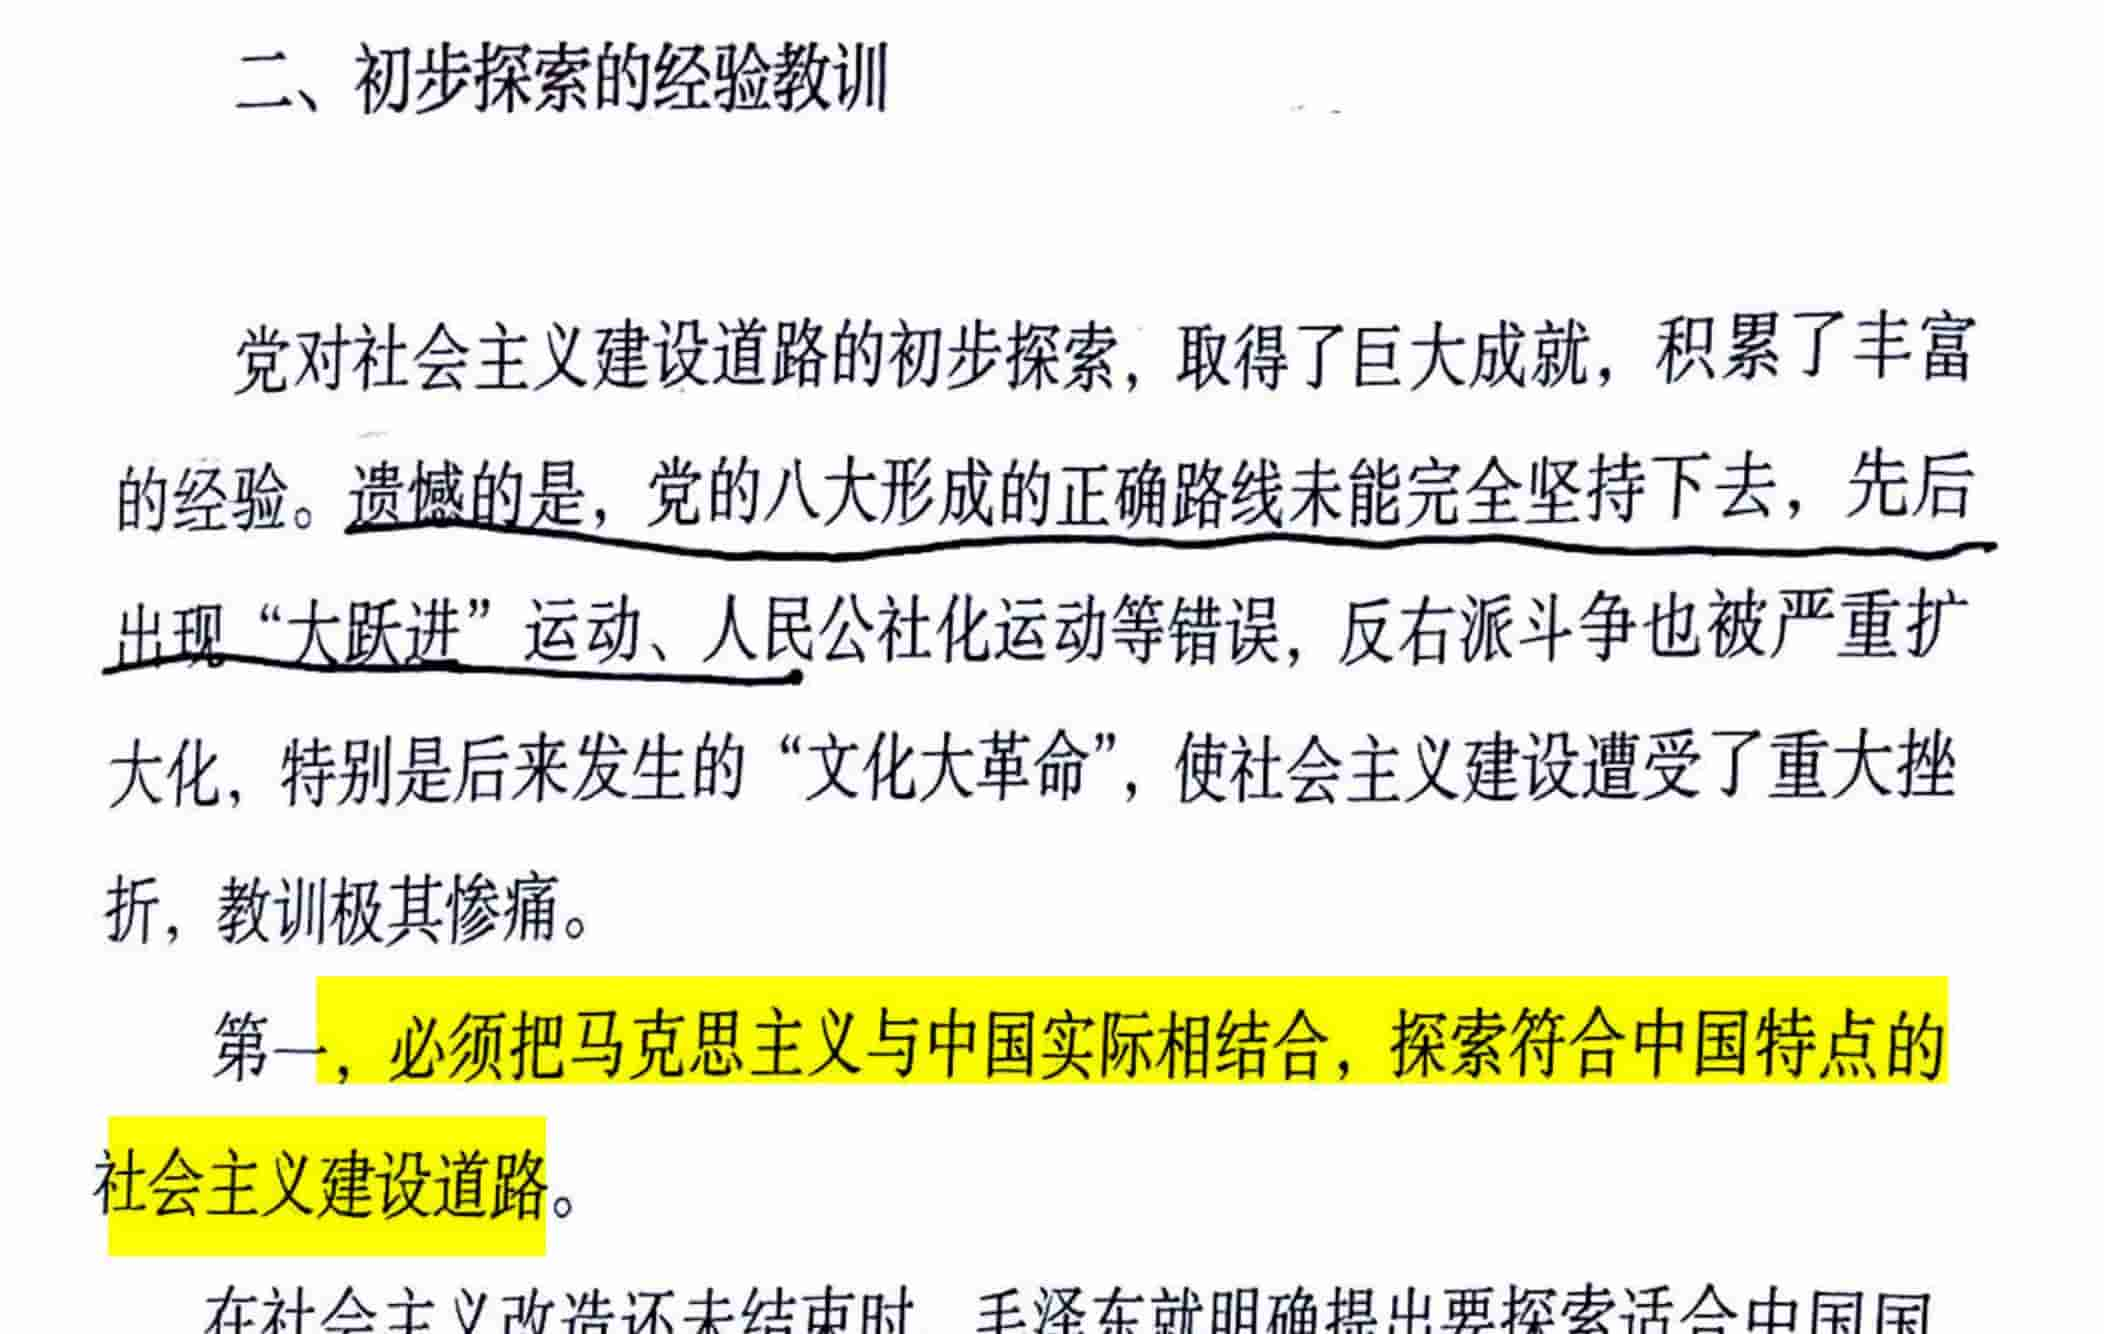 二、初步探索的经验教训
党对社会主义建设道路的初步探索，取得了巨大成就，积累了丰富
的经验。遗憾的是，党的八大形成的正确路线未能完全坚持下去，先后
出现“大跃进”运动、人民公社化运动等错误，反右派斗争也被严重扩
大化，特别是后来发生的“文化大革命”，使社会主义建设遭受了重大挫
折，教训极其惨痛。
第一，必须把马克思主义与中国实际相结合，探索符合中国特点的
社会主义建设道路。
在社会主义改造还未结束时，毛泽东就明确提出要探索适合中国国